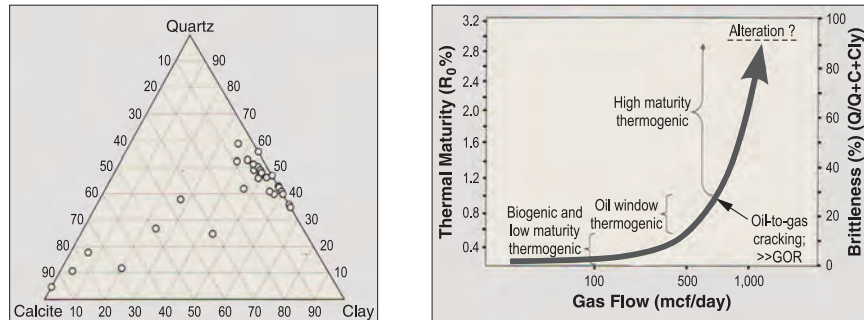 Quartz
10 90
20 80
30 70
40 60
50 50
60 40
70 30
80 20
90 10
Calcite 10 20 30 40 50 60 70 80 90 Clay
Thermal Maturity (R₀%)
3.2
2.8
2.4
2.0
1.6
1.2
0.8
0.4
Alteration ?
High maturity
thermogenic
Oil window
thermogenic
Biogenic and
low maturity
thermogenic
Oil-to-gas
cracking;
>>GOR
100 500 1,000
Gas Flow (mcf/day)
100
80
60
40
20
0
Brittleness (%) (Q/Q+C+Cly)